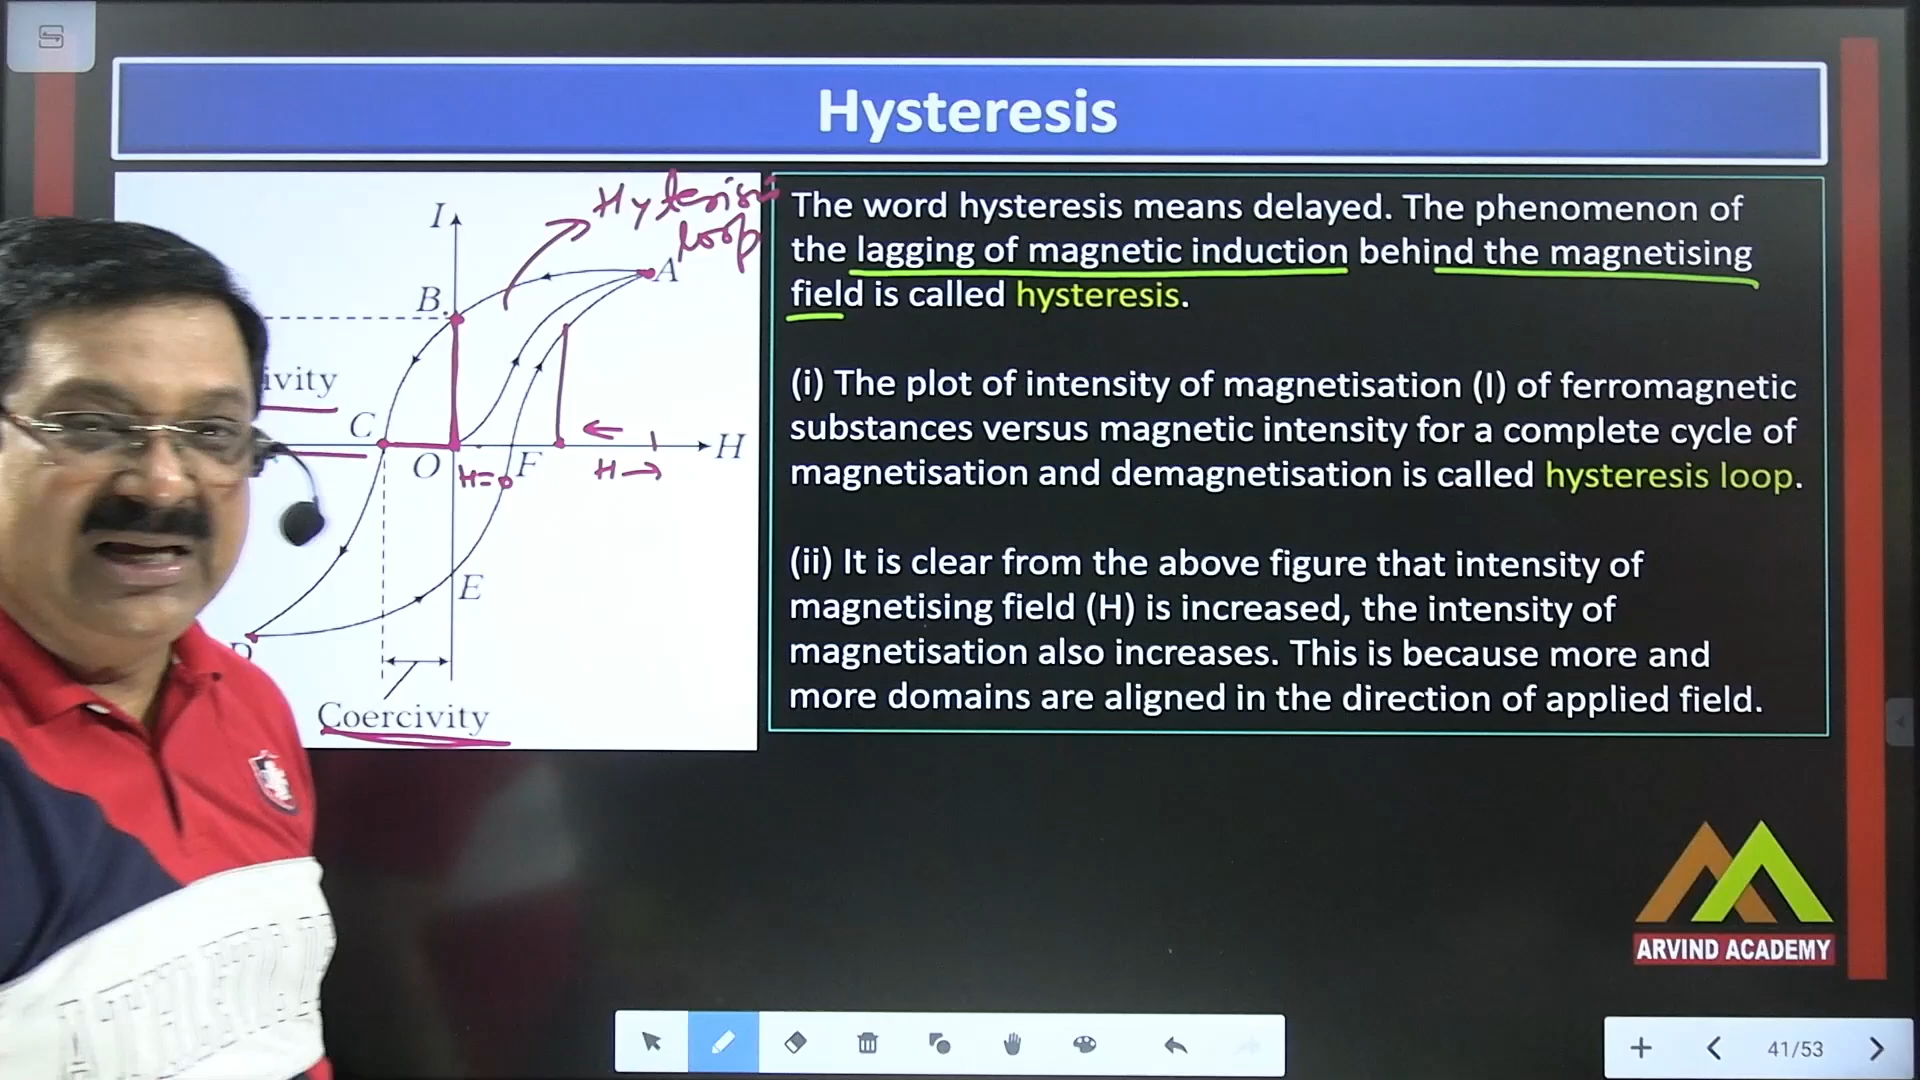 Hysteresis
Hyterisis
loop
I
A
B
ivity
C
O
H=0
F
H
H
E
D
Coercivity
The word hysteresis means delayed. The phenomenon of
the lagging of magnetic induction behind the magnetising
field is called hysteresis.
(i) The plot of intensity of magnetisation (I) of ferromagnetic
substances versus magnetic intensity for a complete cycle of
magnetisation and demagnetisation is called hysteresis loop.
(ii) It is clear from the above figure that intensity of
magnetising field (H) is increased, the intensity of
magnetisation also increases. This is because more and
more domains are aligned in the direction of applied field.
ARVIND ACADEMY
41/53